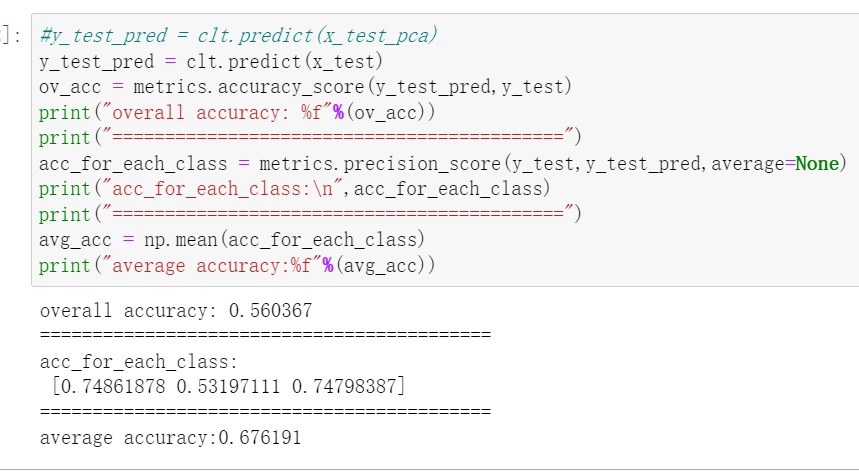 ]:
#y_test_pred = clt.predict(x_test_pca)
y_test_pred = clt.predict(x_test)
ov_acc = metrics.accuracy_score(y_test_pred,y_test)
print("overall accuracy: %f"%(ov_acc))
print("===========================================")
acc_for_each_class = metrics.precision_score(y_test,y_test_pred,average=None)
print("acc_for_each_class:\n",acc_for_each_class)
print("===========================================")
avg_acc = np.mean(acc_for_each_class)
print("average accuracy:%f"%(avg_acc))
overall accuracy: 0.560367
===========================================
acc_for_each_class:
[0.74861878 0.53197111 0.74798387]
===========================================
average accuracy:0.676191